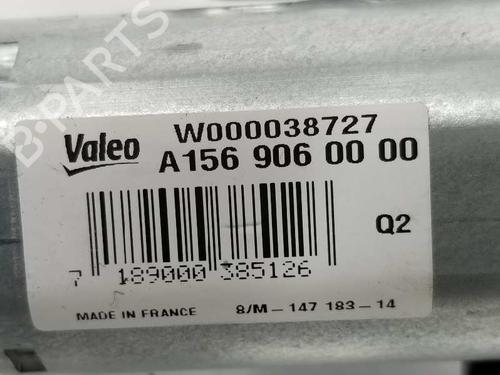 B-PARTS
W000038727
Valeo
A156 906 00 00
Q2
7 189000 385126
MADE IN FRANCE 8/M-147 183-14